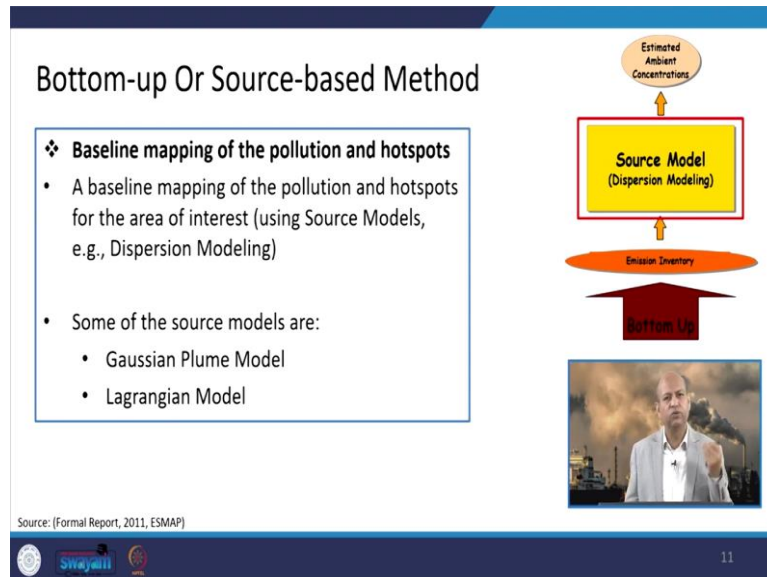 Bottom-up Or Source-based Method
❖ Baseline mapping of the pollution and hotspots
• A baseline mapping of the pollution and hotspots
for the area of interest (using Source Models,
e.g., Dispersion Modeling)
• Some of the source models are:
• Gaussian Plume Model
• Lagrangian Model
Estimated
Ambient
Concentrations
Source Model
(Dispersion Modeling)
Emission Inventory
Bottom Up
Source: (Formal Report, 2011, ESMAP)
swayam
11